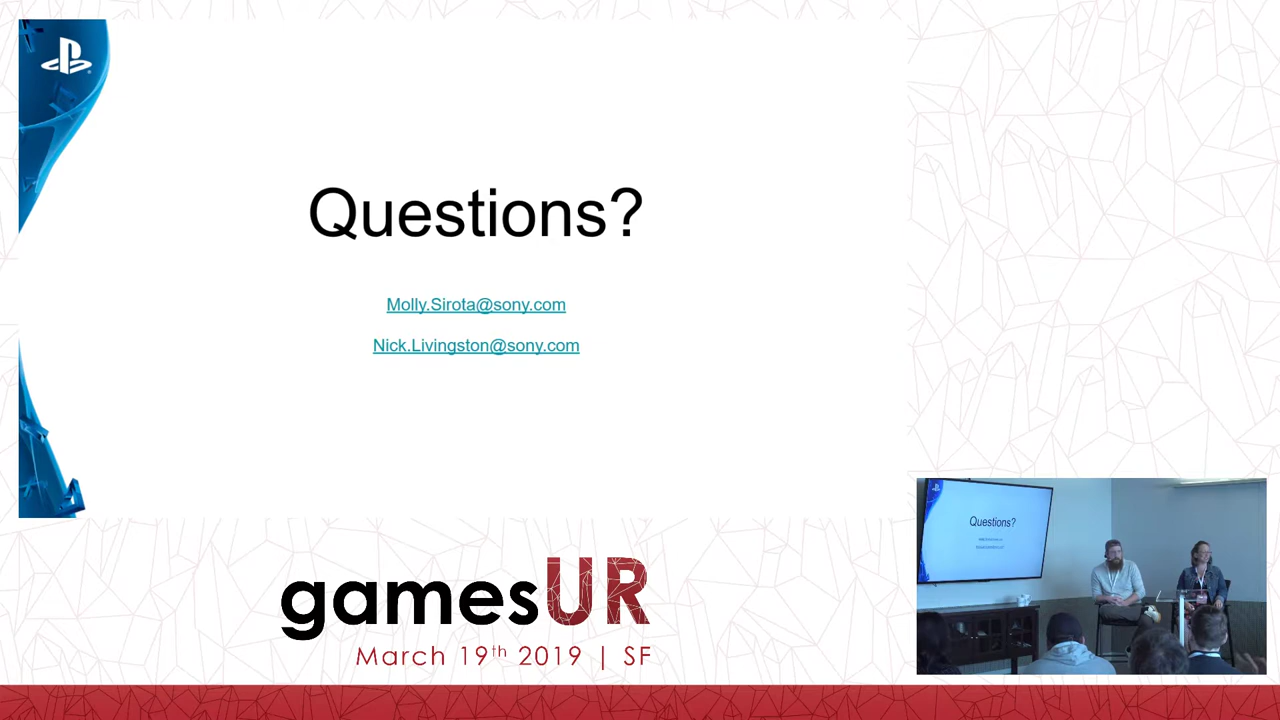 Questions?
Molly.Sirota@sony.com
Nick.Livingston@sony.com
gamesUR
March 19th 2019 | SF
Questions?